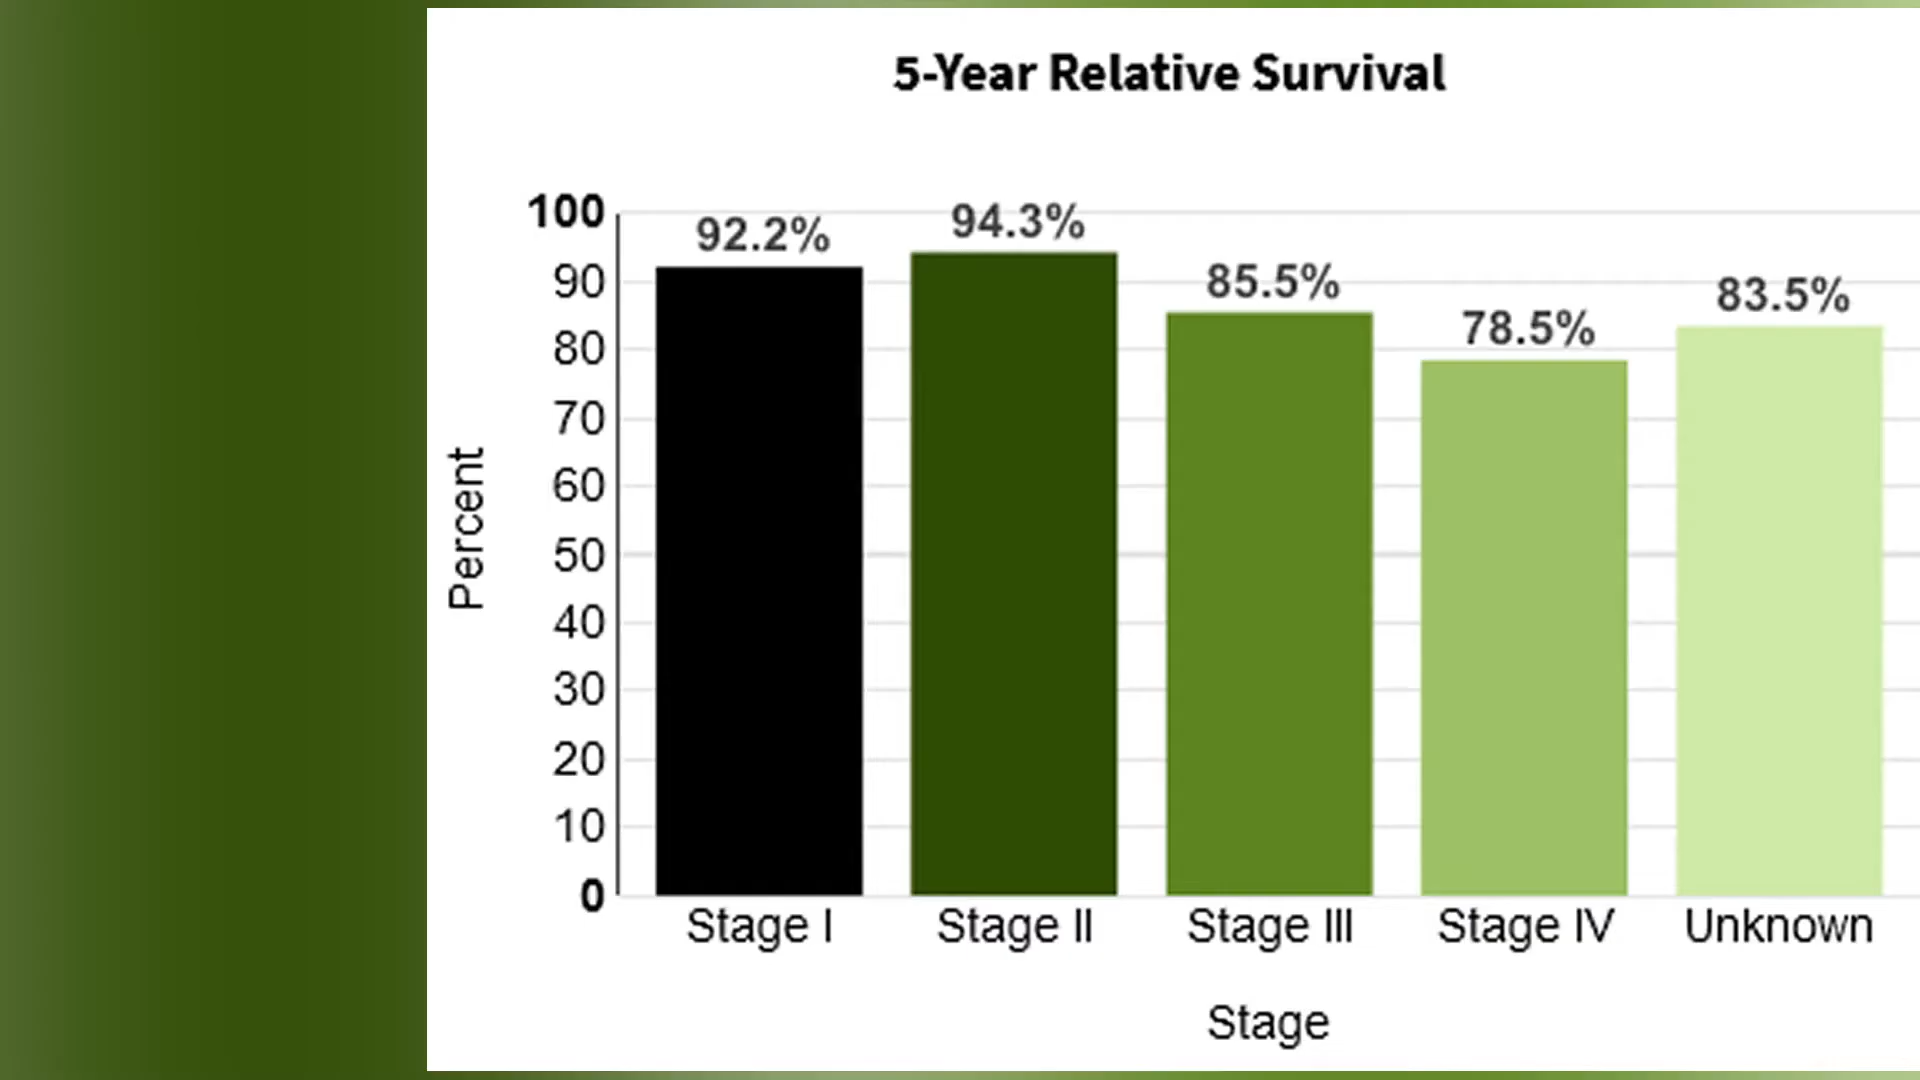 5-Year Relative Survival
100
90
80
70
60
50
40
30
20
10
0
Percent
92.2%
94.3%
85.5%
78.5%
83.5%
Stage I
Stage II
Stage III
Stage IV
Unknown
Stage